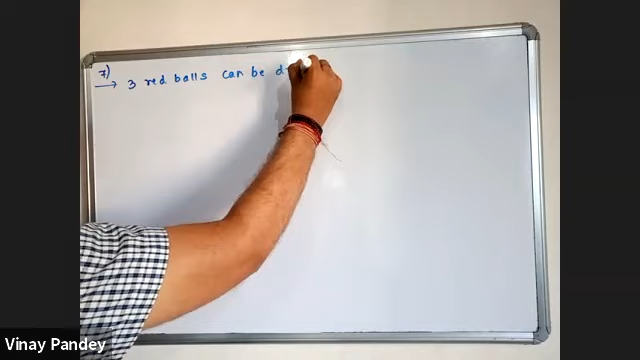 7)
→ 3 red balls can be d
Vinay Pandey